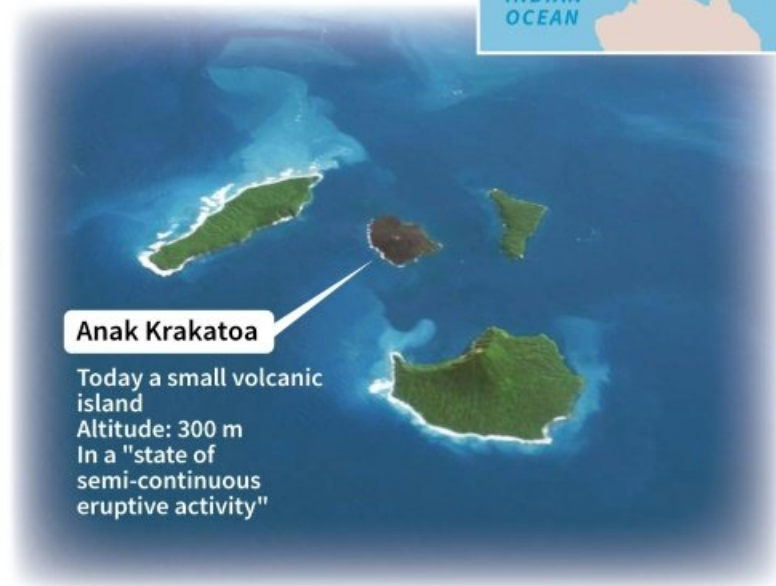 OCEAN
Anak Krakatoa
Today a small volcanic
island
Altitude: 300 m
In a "state of
semi-continuous
eruptive activity"